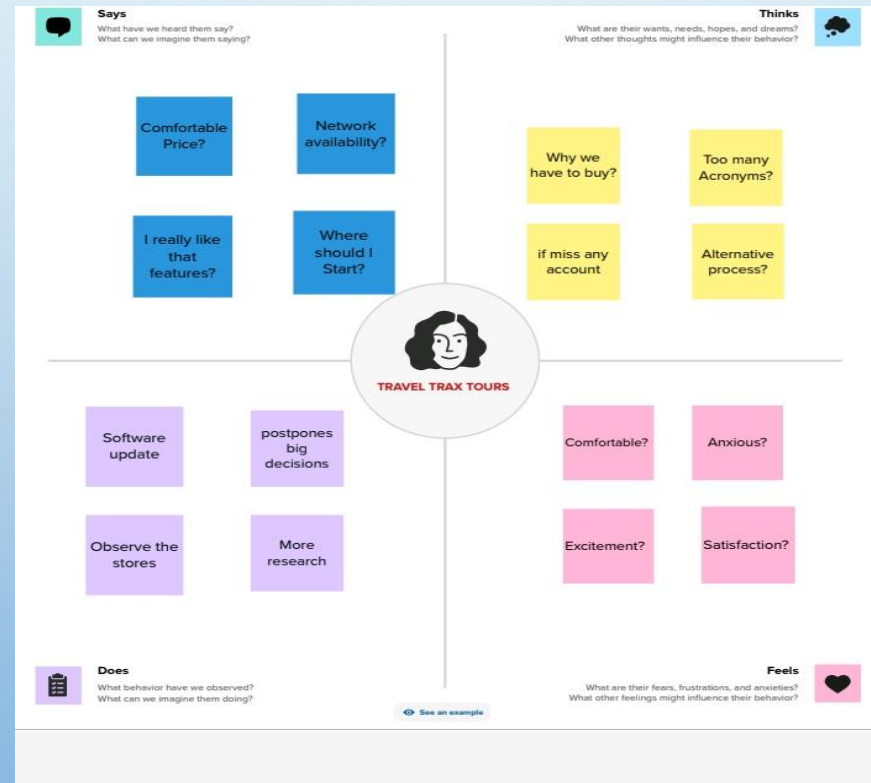 Says
What have we heard them say?
What can we imagine them saying?
Thinks
What are their wants, needs, hopes, and dreams?
What other thoughts might influence their behavior?
Comfortable
Price?
Network
availability?
I really like
that
features?
Where
should I
Start?
Why we
have to buy?
Too many
Acronyms?
if miss any
account
Alternative
process?
TRAVEL TRAX TOURS
Software
update
postpones
big
decisions
Observe the
stores
More
research
Comfortable?
Anxious?
Excitement?
Satisfaction?
Does
What behavior have we observed?
What can we imagine them doing?
Feels
What are their fears, frustrations, and anxieties?
What other feelings might influence their behavior?
See an example